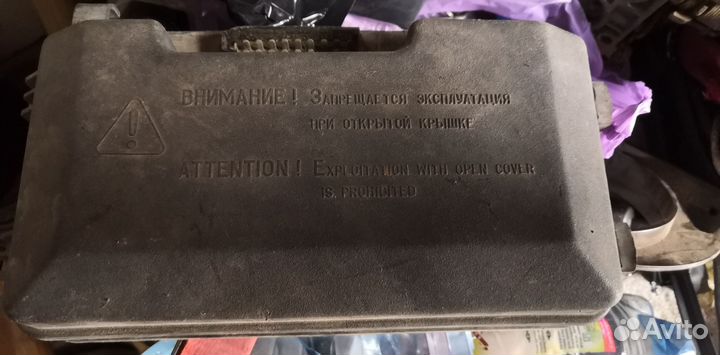 ВНИМАНИЕ! Запрещается эксплуатация
при открытой крышке
ATTENTION! Exploitation with open cover
is prohibited
Avito